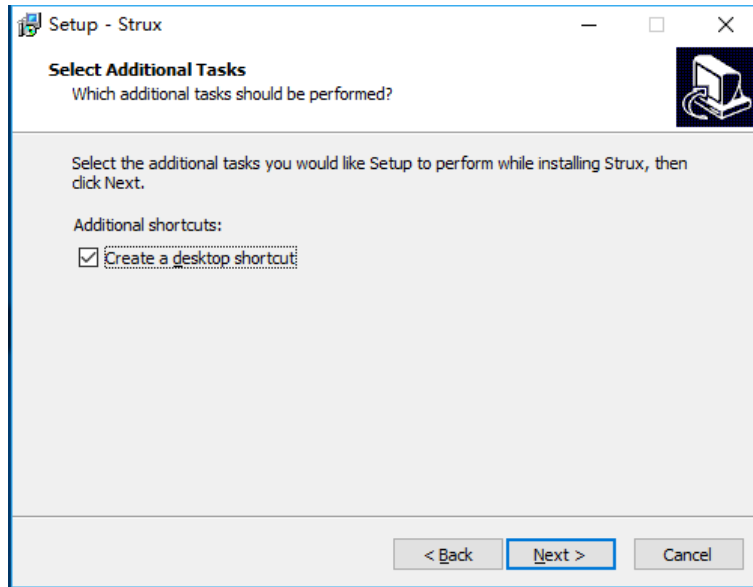 Setup - Strux
Select Additional Tasks
Which additional tasks should be performed?
Select the additional tasks you would like Setup to perform while installing Strux, then
click Next.
Additional shortcuts:
Create a desktop shortcut
< Back
Next >
Cancel